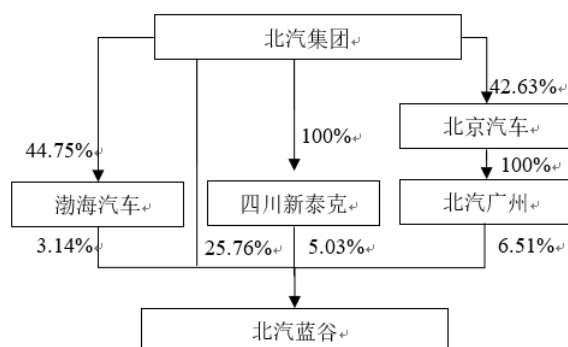 北汽集团
42.63%
北京汽车
44.75%
100%
100%
渤海汽车
四川新泰克
北汽广州
3.14%
25.76%
5.03%
6.51%
北汽蓝谷